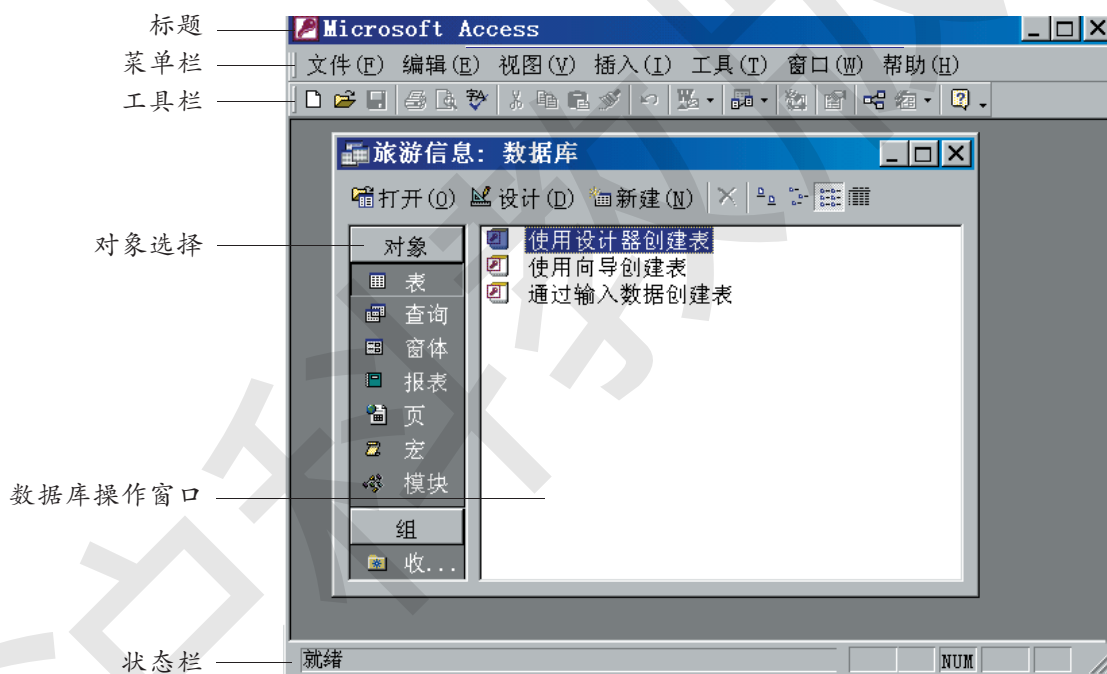 标题
Microsoft Access
菜单栏
文件(F) 编辑(E) 视图(V) 插入(I) 工具(T) 窗口(W) 帮助(H)
工具栏
旅游信息: 数据库
打开(O) 设计(D) 新建(N)
对象选择
对象
使用设计器创建表
使用向导创建表
通过输入数据创建表
表
查询
窗体
报表
页
宏
模块
数据库操作窗口
组
收...
状态栏
就绪
NUM